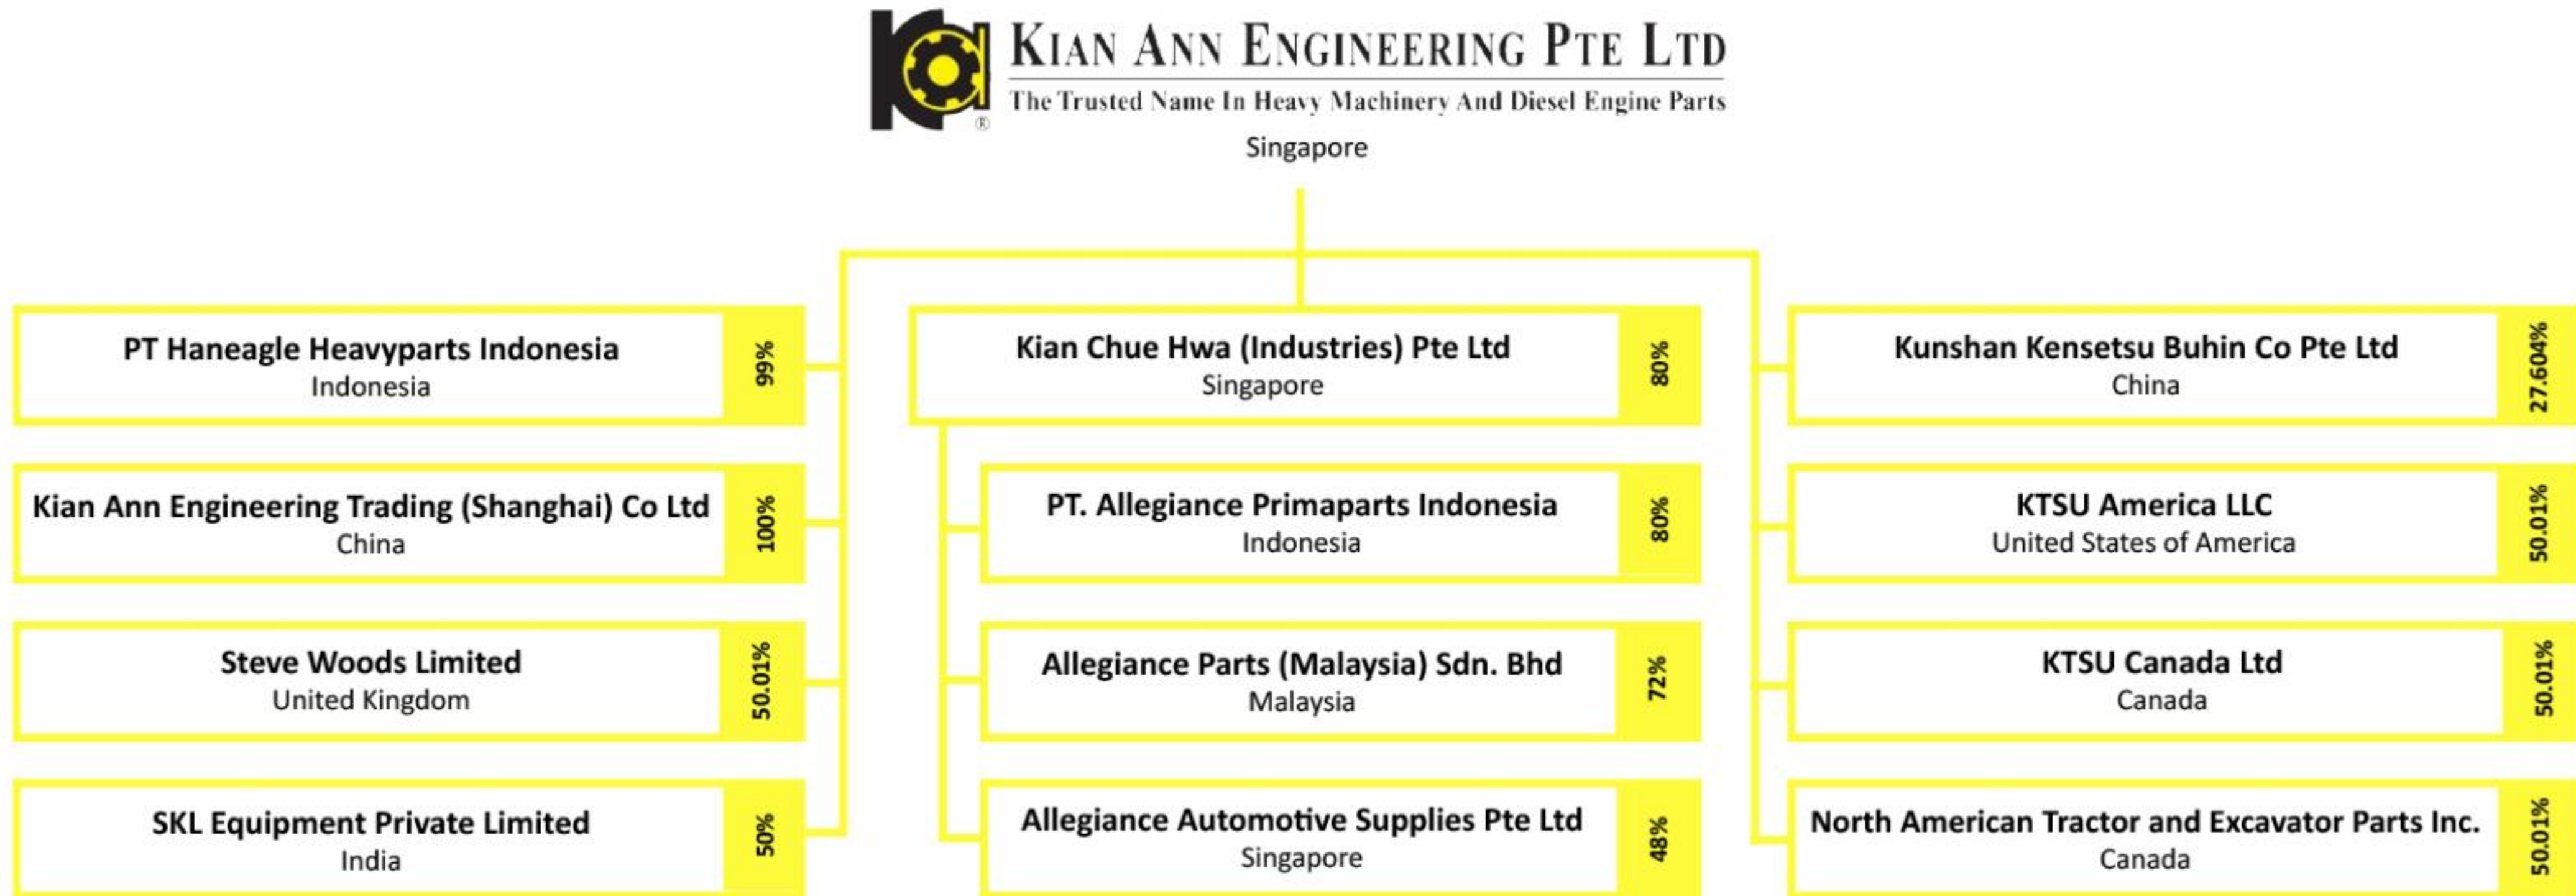 KIAN ANN ENGINEERING PTE LTD
The Trusted Name In Heavy Machinery And Diesel Engine Parts
®
Singapore
PT Haneagle Heavyparts Indonesia
Indonesia
99%
Kian Ann Engineering Trading (Shanghai) Co Ltd
China
100%
Steve Woods Limited
United Kingdom
50.01%
SKL Equipment Private Limited
India
50%
Kian Chue Hwa (Industries) Pte Ltd
Singapore
80%
PT. Allegiance Primaparts Indonesia
Indonesia
80%
Allegiance Parts (Malaysia) Sdn. Bhd
Malaysia
72%
Allegiance Automotive Supplies Pte Ltd
Singapore
48%
Kunshan Kensetsu Buhin Co Pte Ltd
China
27.604%
KTSU America LLC
United States of America
50.01%
KTSU Canada Ltd
Canada
50.01%
North American Tractor and Excavator Parts Inc.
Canada
50.01%